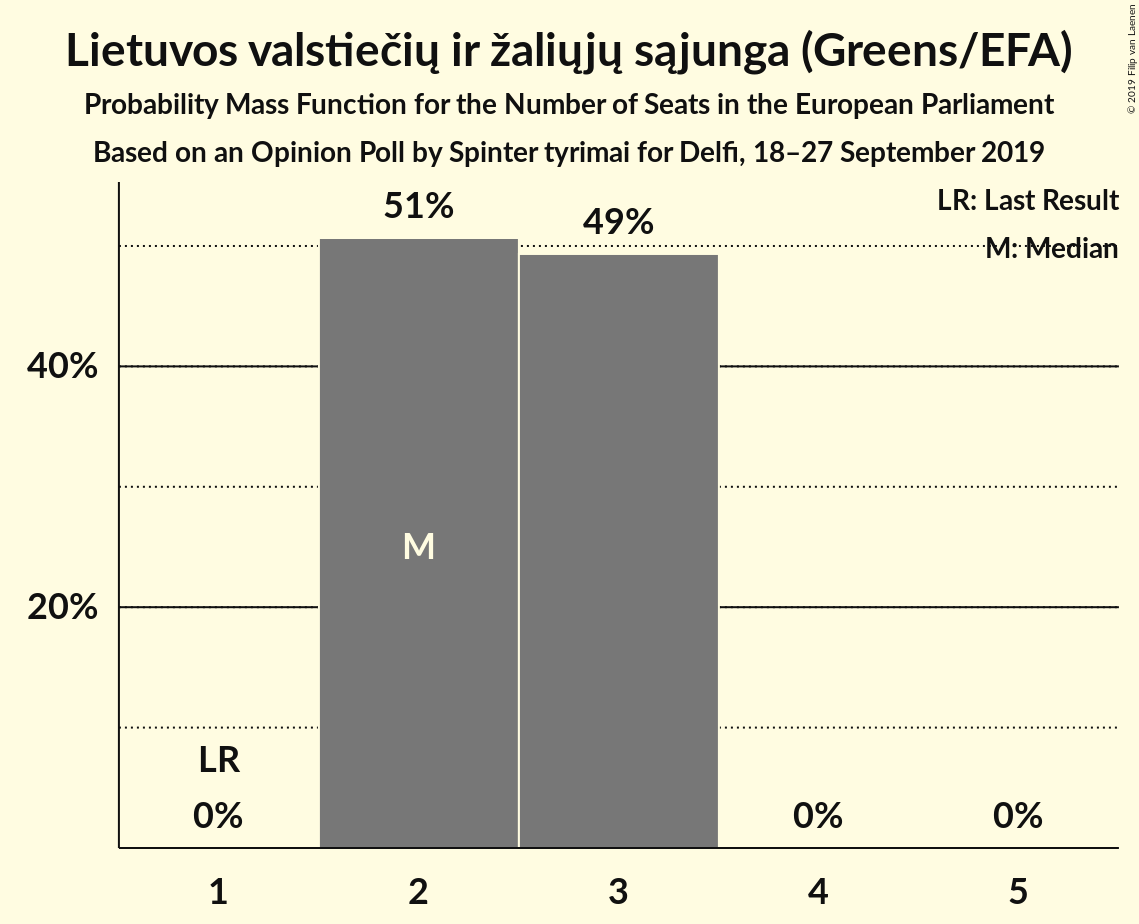 Lietuvos valstiečių ir žaliųjų sąjunga (Greens/EFA)
Probability Mass Function for the Number of Seats in the European Parliament
Based on an Opinion Poll by Spinter tyrimai for Delfi, 18–27 September 2019
© 2019 Filip van Laenen
LR: Last Result
M: Median
51%
49%
40%
M
20%
LR
0%
0%
0%
1
2
3
4
5